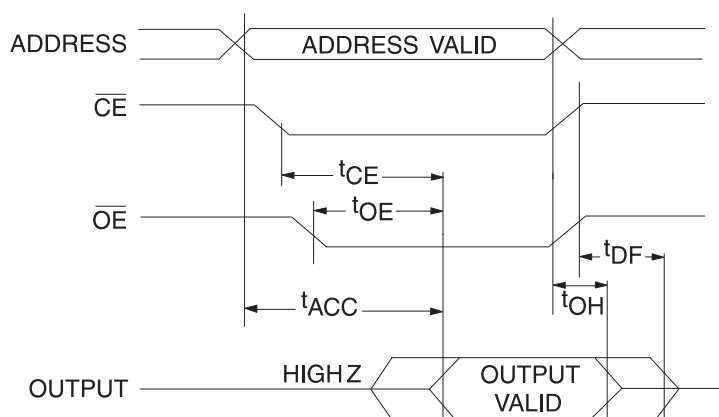 ADDRESS
ADDRESS VALID
CE
tCE
OE
tOE
tDF
tACC
tOH
OUTPUT
HIGH Z
OUTPUT
VALID